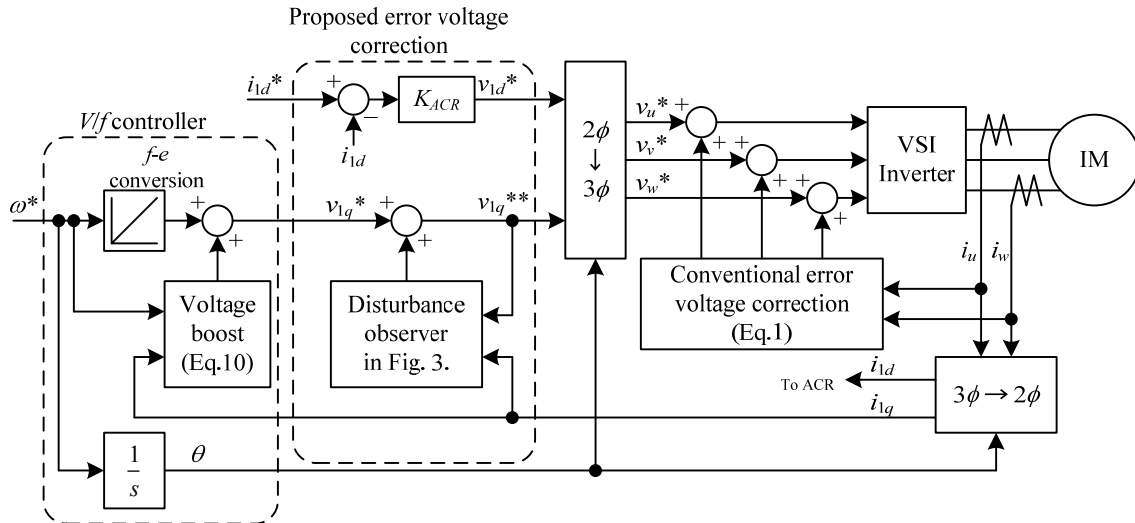 Proposed error voltage
correction
i1d*
+
−
i1d
KACR
v1d*
V/f controller
f-e
conversion
ω*
+
+
v1q*
+
+
v1q**
Voltage
boost
(Eq.10)
Disturbance
observer
in Fig. 3.
1
s
θ
2ϕ
↓
3ϕ
vu*
vv*
vw*
+
+
+
+
+
+
VSI
Inverter
IM
iu
iw
Conventional error
voltage correction
(Eq.1)
To ACR
i1d
i1q
3ϕ→2ϕ